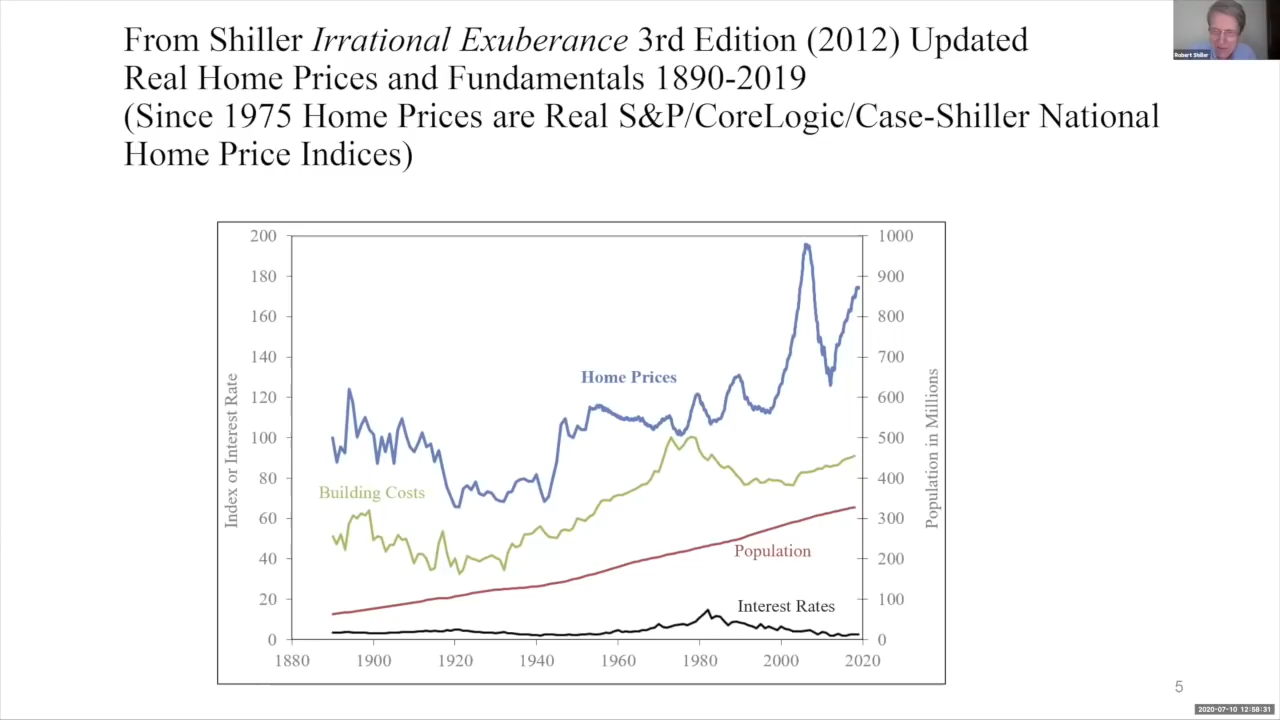 From Shiller Irrational Exuberance 3rd Edition (2012) Updated
Real Home Prices and Fundamentals 1890-2019
(Since 1975 Home Prices are Real S&P/CoreLogic/Case-Shiller National
Home Price Indices)
Robert Shiller
200
180
160
140
120
100
80
60
40
20
0
Index or Interest Rate
1000
900
800
700
600
500
400
300
200
100
0
Population in Millions
Home Prices
Building Costs
Population
Interest Rates
1880 1900 1920 1940 1960 1980 2000 2020
5
2020-07-10 12:58:31